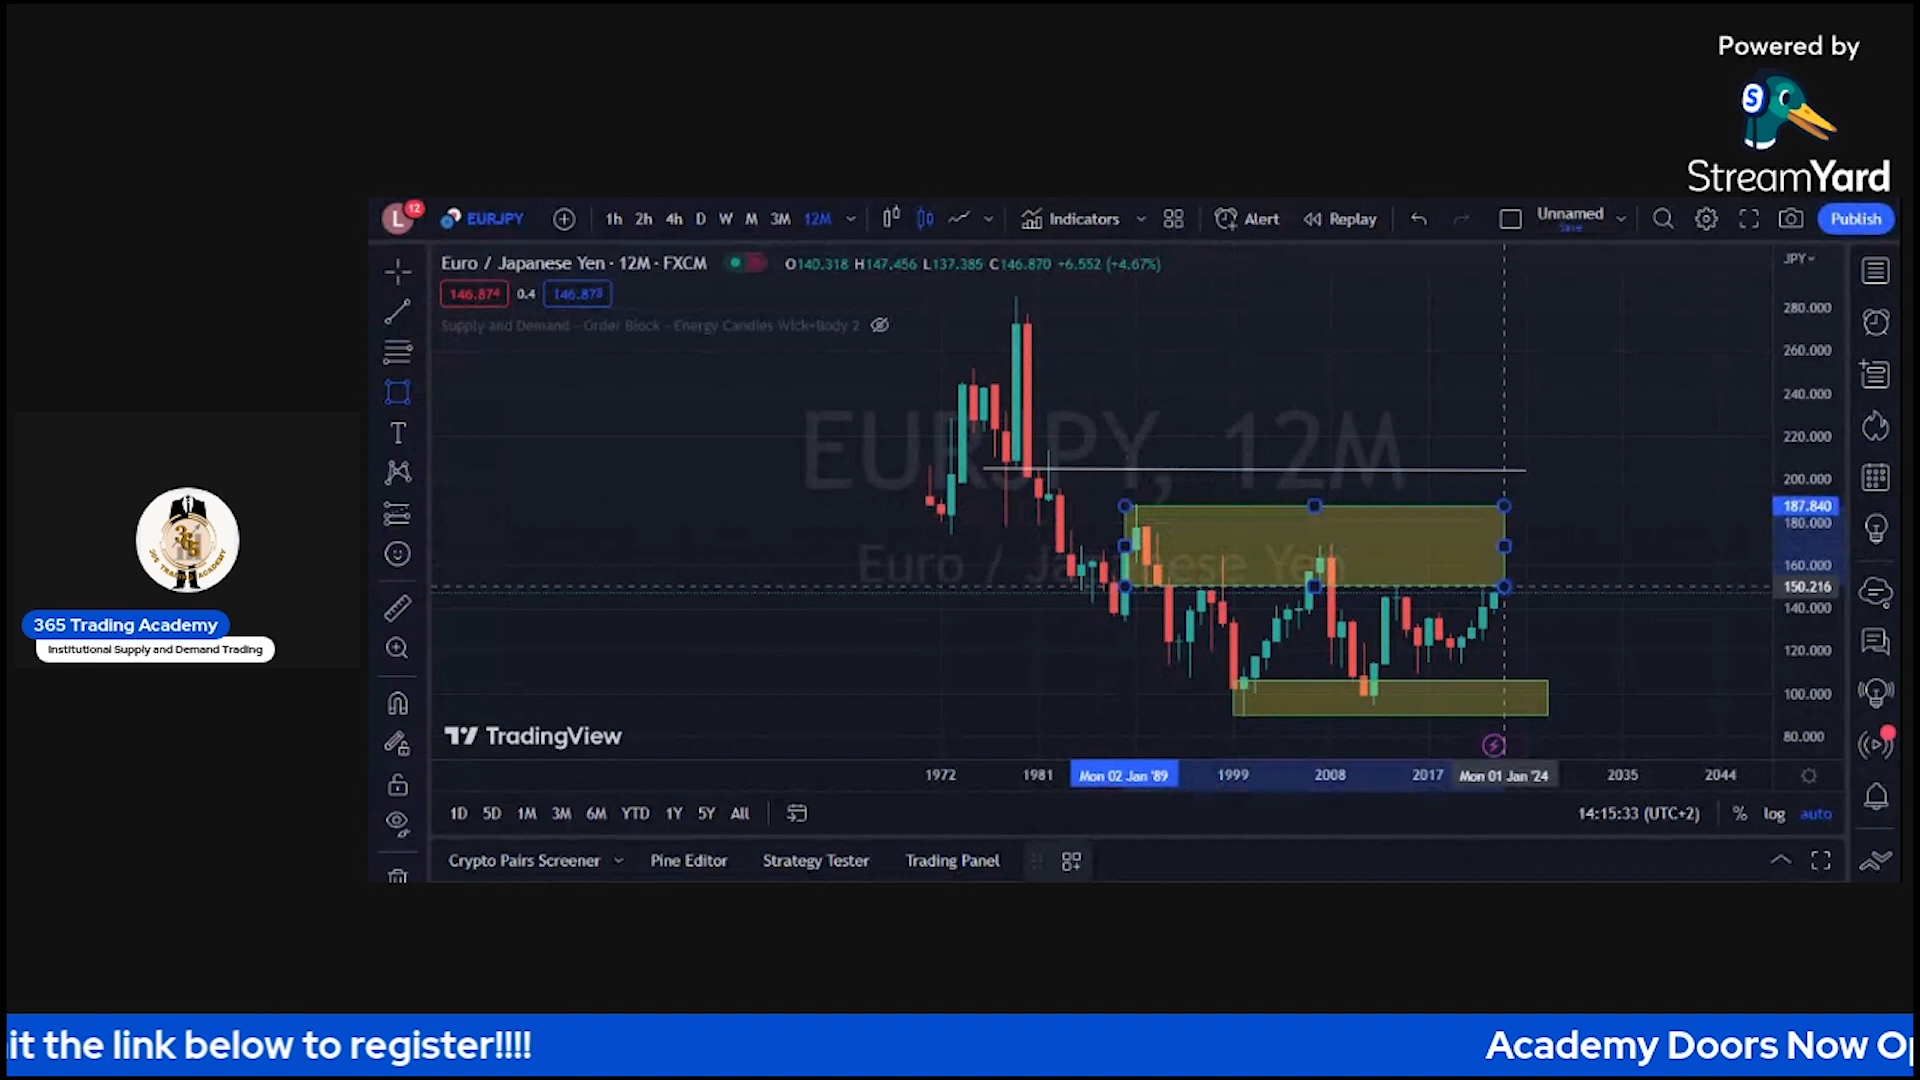 Powered by
StreamYard
L 12 EURJPY 1h 2h 4h D W M 3M 12M Indicators Alert Replay Unnamed Save Publish
Euro / Japanese Yen · 12M · FXCM O140.318 H147.456 L137.385 C146.870 +6.552 (+4.67%)
146.874 0.4 146.873
Supply and Demand - Order Block - Energy Candles Wick+Body 2
JPY
280.000
260.000
240.000
220.000
200.000
187.840
180.000
160.000
150.216
140.000
120.000
100.000
80.000
EURJPY, 12M
Euro / Japanese Yen
365 TRADING ACADEMY
365 Trading Academy
Institutional Supply and Demand Trading
TradingView
1972 1981 Mon 02 Jan '89 1999 2008 2017 Mon 01 Jan '24 2035 2044
1D 5D 1M 3M 6M YTD 1Y 5Y All 14:15:33 (UTC+2) % log auto
Crypto Pairs Screener Pine Editor Strategy Tester Trading Panel
it the link below to register!!!! Academy Doors Now Op